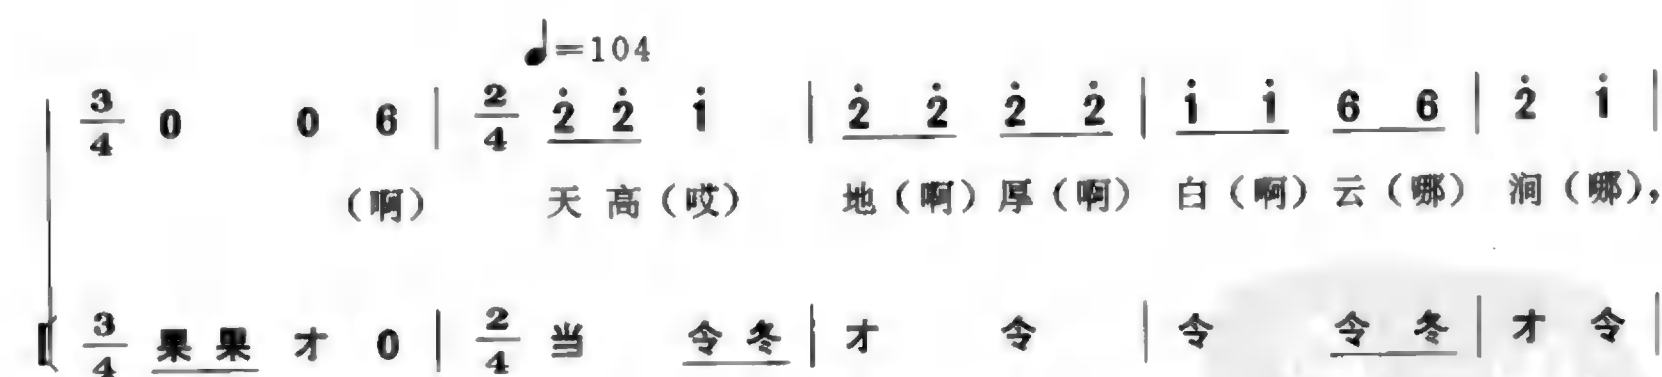 ♩=104
3/4 0 0 6 | 2/4 2̇ 2̇ 1̇ | 2̇ 2̇ 2̇ 2̇ | 1̇ 1̇ 6 6 | 2̇ 1̇ |
（啊） 天 高（哎） 地（啊）厚（啊） 白（啊）云（哪） 涧（哪），
3/4 果 果 才 0 | 2/4 当 令 冬 | 才 令 | 令 令 冬 | 才 令 |